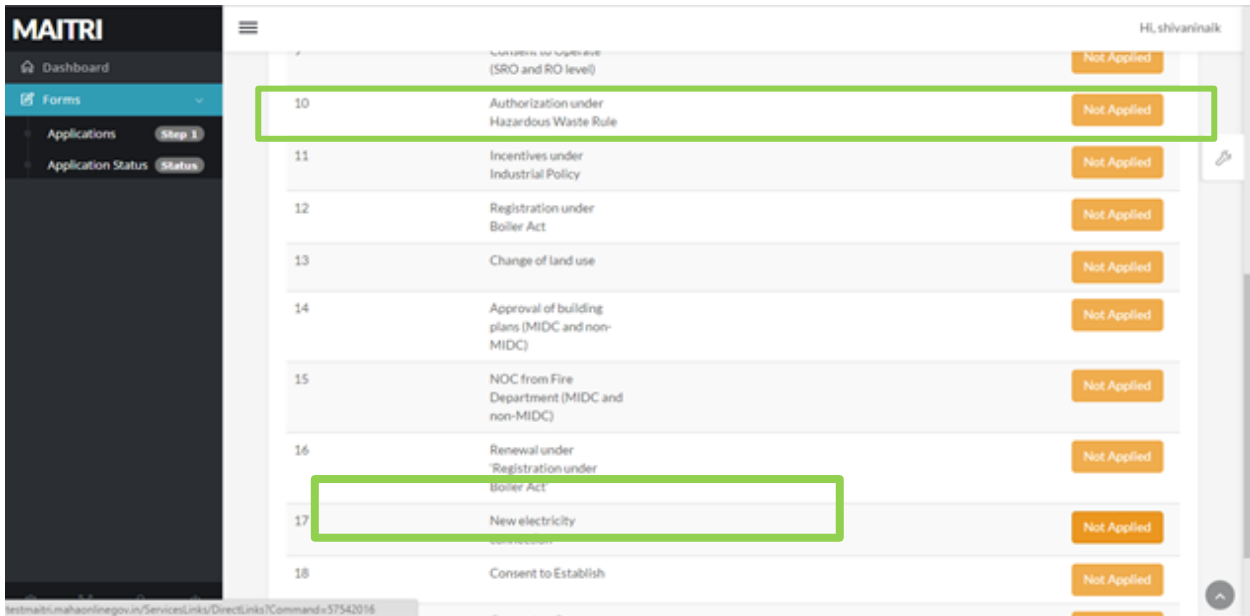 MAITRI
Hi, shivaninaik
Dashboard
Forms
Applications Step 1
Application Status Status
Consent to Operate
(SRO and RO level)
Not Applied
10
Authorization under
Hazardous Waste Rule
Not Applied
11
Incentives under
Industrial Policy
Not Applied
12
Registration under
Boiler Act
Not Applied
13
Change of land use
Not Applied
14
Approval of building
plans (MIDC and non-
MIDC)
Not Applied
15
NOC from Fire
Department (MIDC and
non-MIDC)
Not Applied
16
Renewal under
'Registration under
Boiler Act'
Not Applied
17
New electricity
connection
Not Applied
18
Consent to Establish
Not Applied
testmaitri.mahaonlinegov.in/ServicesLinks/DirectLinks?Command=57542016